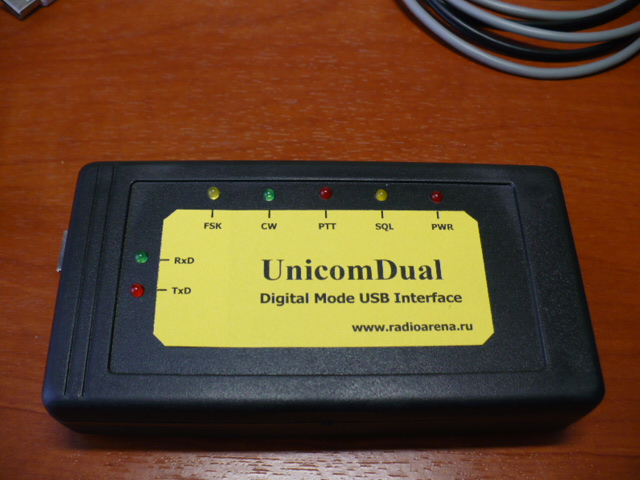 FSK CW PTT SQL PWR
RxD
TxD
UnicomDual
Digital Mode USB Interface
www.radioarena.ru